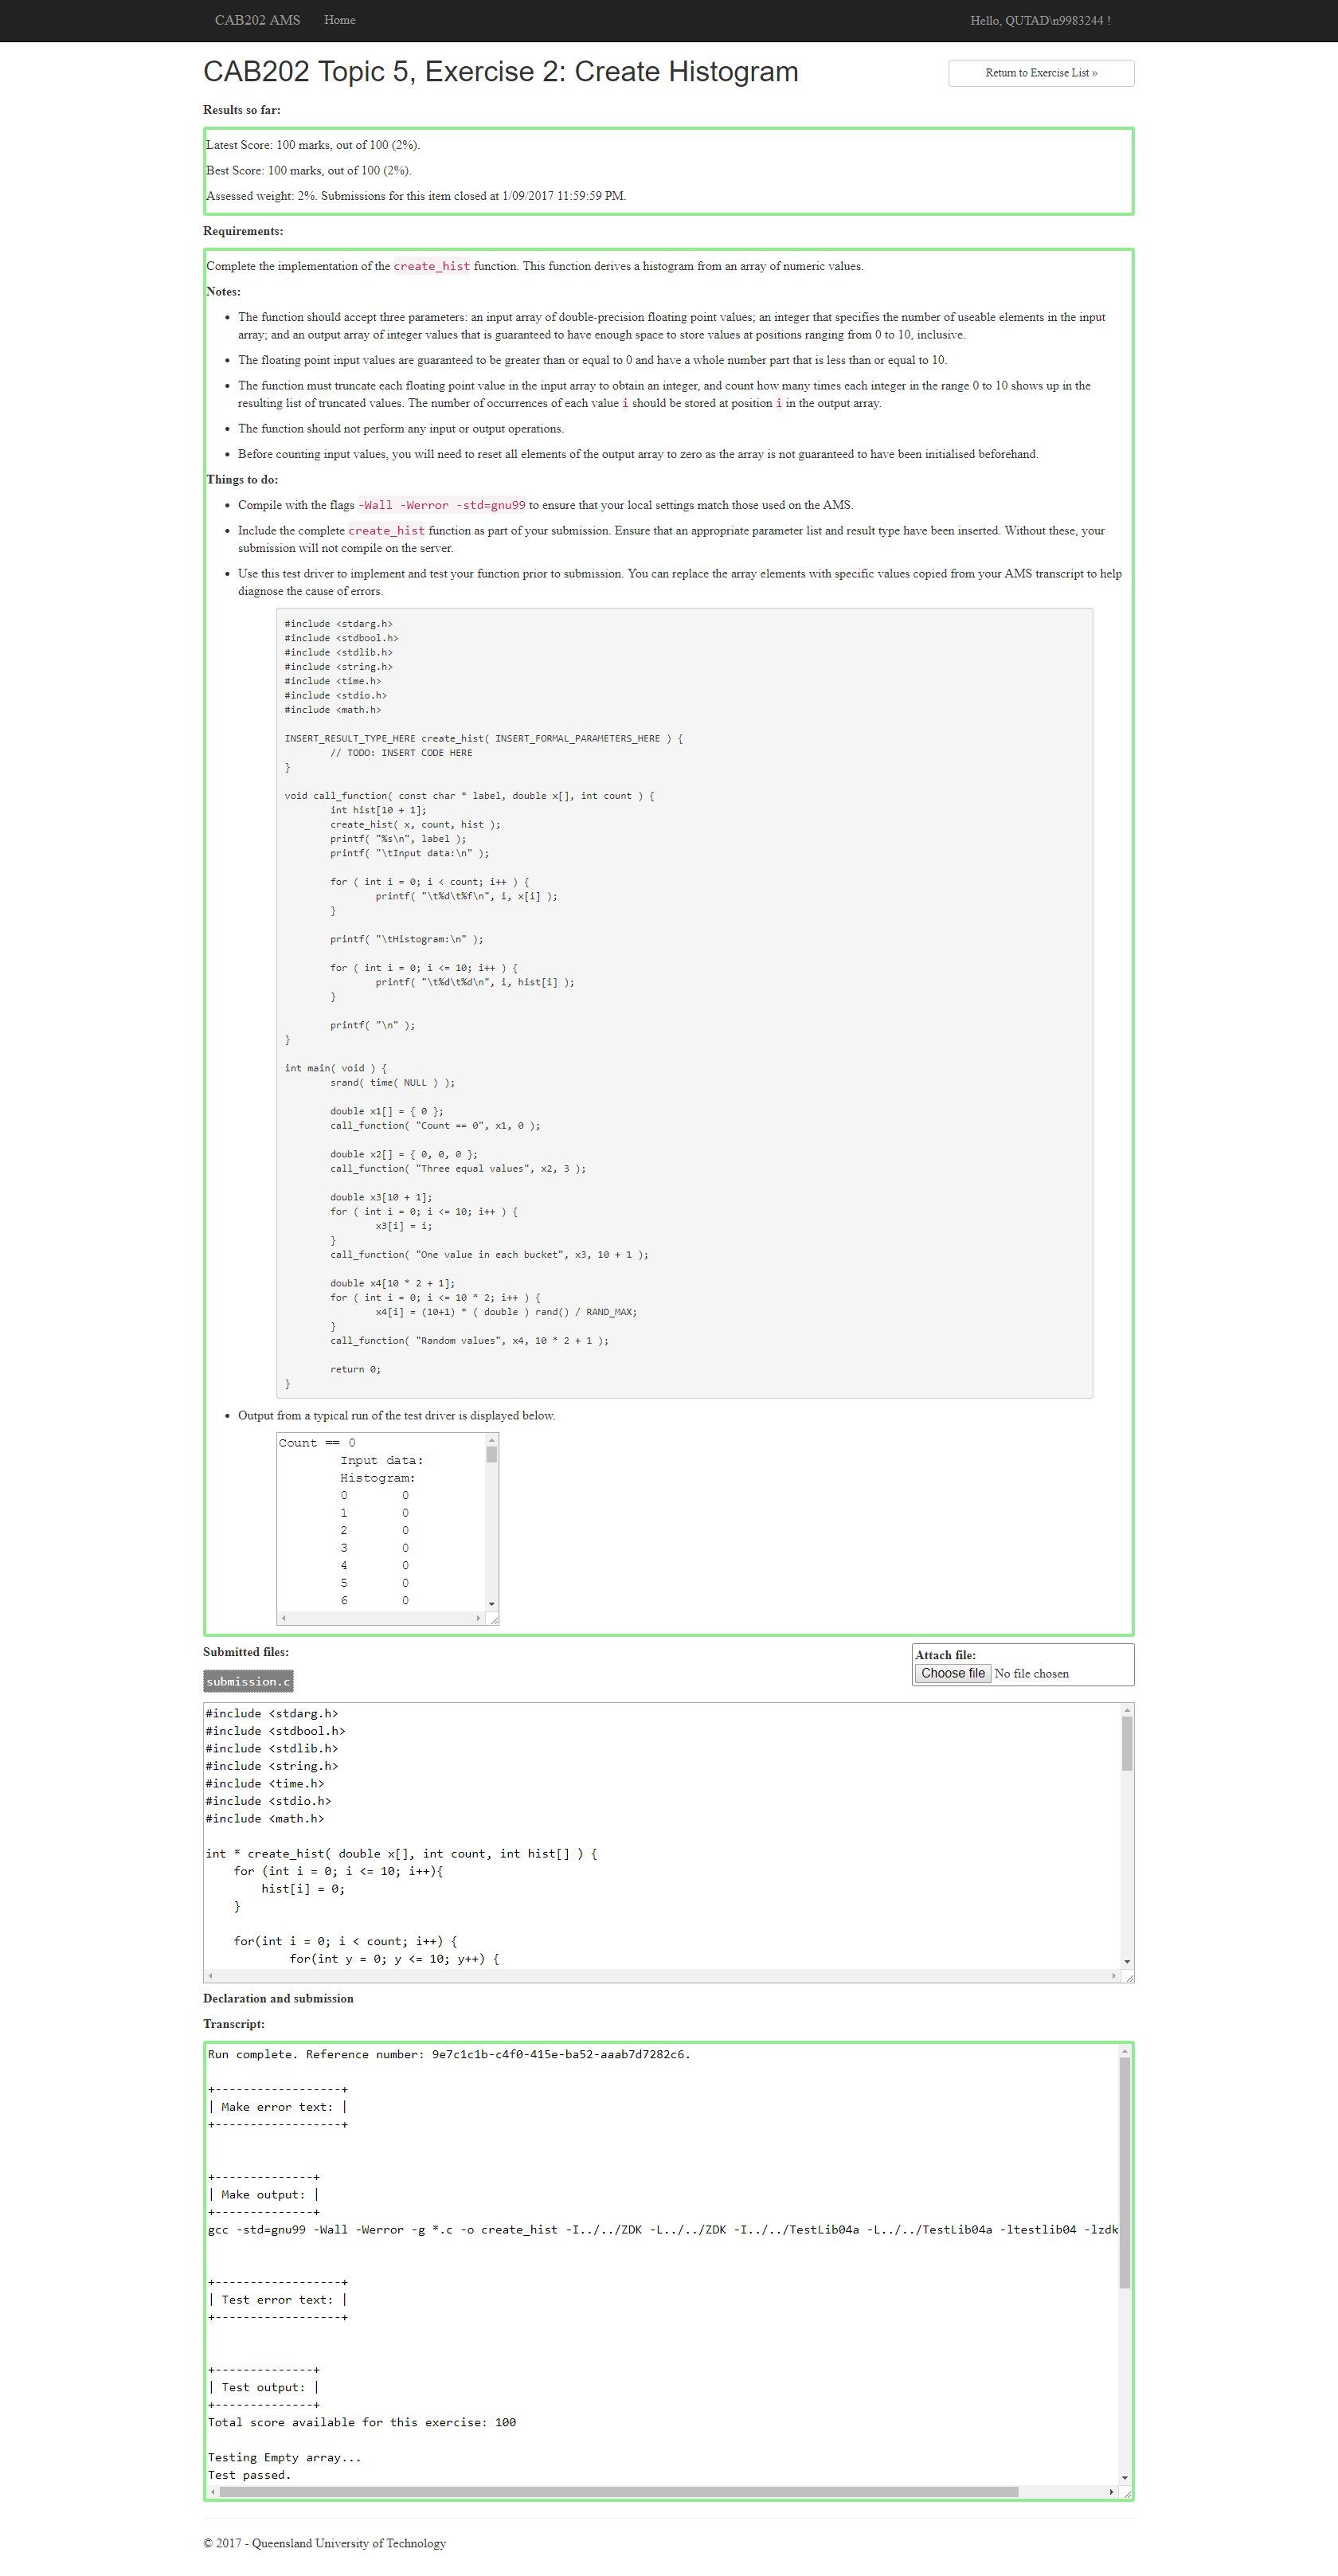 CAB202 AMS
Home
Hello, QUTAD\n9983244 !
CAB202 Topic 5, Exercise 2: Create Histogram
Return to Exercise List »
Results so far:
Latest Score: 100 marks, out of 100 (2%).
Best Score: 100 marks, out of 100 (2%).
Assessed weight: 2%. Submissions for this item closed at 1/09/2017 11:59:59 PM.
Requirements:
Complete the implementation of the create_hist function. This function derives a histogram from an array of numeric values.
Notes:
• The function should accept three parameters: an input array of double-precision floating point values; an integer that specifies the number of useable elements in the input
array; and an output array of integer values that is guaranteed to have enough space to store values at positions ranging from 0 to 10, inclusive.
• The floating point input values are guaranteed to be greater than or equal to 0 and have a whole number part that is less than or equal to 10.
• The function must truncate each floating point value in the input array to obtain an integer, and count how many times each integer in the range 0 to 10 shows up in the
resulting list of truncated values. The number of occurrences of each value i should be stored at position i in the output array.
• The function should not perform any input or output operations.
• Before counting input values, you will need to reset all elements of the output array to zero as the array is not guaranteed to have been initialised beforehand.
Things to do:
• Compile with the flags -Wall -Werror -std=gnu99 to ensure that your local settings match those used on the AMS.
• Include the complete create_hist function as part of your submission. Ensure that an appropriate parameter list and result type have been inserted. Without these, your
submission will not compile on the server.
• Use this test driver to implement and test your function prior to submission. You can replace the array elements with specific values copied from your AMS transcript to help
diagnose the cause of errors.
#include <stdarg.h>
#include <stdbool.h>
#include <stdlib.h>
#include <string.h>
#include <time.h>
#include <stdio.h>
#include <math.h>
INSERT_RESULT_TYPE_HERE create_hist( INSERT_FORMAL_PARAMETERS_HERE ) {
// TODO: INSERT CODE HERE
}
void call_function( const char * label, double x[], int count ) {
int hist[10 + 1];
create_hist( x, count, hist );
printf( "%s\n", label );
printf( "\tInput data:\n" );
for ( int i = 0; i < count; i++ ) {
printf( "\t%d\t%f\n", i, x[i] );
}
printf( "\tHistogram:\n" );
for ( int i = 0; i <= 10; i++ ) {
printf( "\t%d\t%d\n", i, hist[i] );
}
printf( "\n" );
}
int main( void ) {
srand( time( NULL ) );
double x1[] = { 0 };
call_function( "Count == 0", x1, 0 );
double x2[] = { 0, 0, 0 };
call_function( "Three equal values", x2, 3 );
double x3[10 + 1];
for ( int i = 0; i <= 10; i++ ) {
x3[i] = i;
}
call_function( "One value in each bucket", x3, 10 + 1 );
double x4[10 * 2 + 1];
for ( int i = 0; i <= 10 * 2; i++ ) {
x4[i] = (10+1) * ( double ) rand() / RAND_MAX;
}
call_function( "Random values", x4, 10 * 2 + 1 );
return 0;
}
• Output from a typical run of the test driver is displayed below.
Count == 0
Input data:
Histogram:
0 0
1 0
2 0
3 0
4 0
5 0
6 0
Submitted files:
Attach file:
Choose file No file chosen
submission.c
#include <stdarg.h>
#include <stdbool.h>
#include <stdlib.h>
#include <string.h>
#include <time.h>
#include <stdio.h>
#include <math.h>
int * create_hist( double x[], int count, int hist[] ) {
for (int i = 0; i <= 10; i++){
hist[i] = 0;
}
for(int i = 0; i < count; i++) {
for(int y = 0; y <= 10; y++) {
Declaration and submission
Transcript:
Run complete. Reference number: 9e7c1c1b-c4f0-415e-ba52-aaab7d7282c6.
+------------------+
| Make error text: |
+------------------+
+--------------+
| Make output: |
+--------------+
gcc -std=gnu99 -Wall -Werror -g *.c -o create_hist -I../../ZDK -L../../ZDK -I../../TestLib04a -L../../TestLib04a -ltestlib04 -lzdk
+------------------+
| Test error text: |
+------------------+
+--------------+
| Test output: |
+--------------+
Total score available for this exercise: 100
Testing Empty array...
Test passed.
© 2017 - Queensland University of Technology